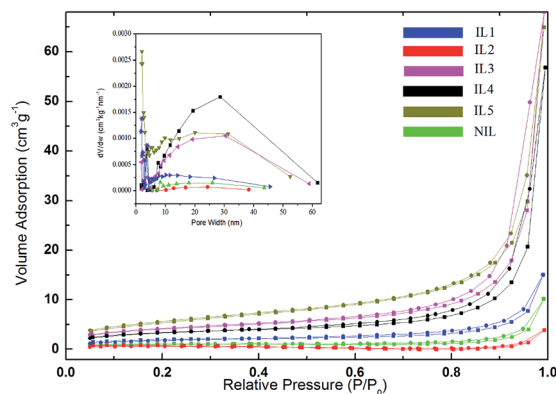 Volume Adsorption (cm³g⁻¹)
60
50
40
30
20
10
0
0.0
0.2
0.4
0.6
0.8
1.0
Relative Pressure (P/P₀)
IL1
IL2
IL3
IL4
IL5
NIL
0.0030
0.0025
0.0020
0.0015
0.0010
0.0005
0.0000
0
10
20
30
40
50
60
Pore Width (nm)
dV/dw (cm³kg⁻¹nm⁻¹)